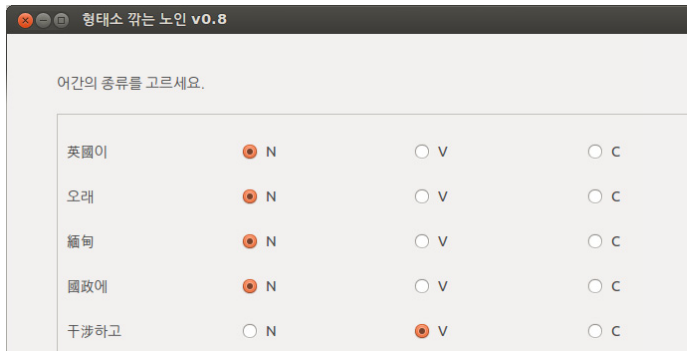 형태소 깎는 노인 v0.8
어간의 종류를 고르세요.
英國이 N V C
오래 N V C
緬甸 N V C
國政에 N V C
干涉하고 N V C